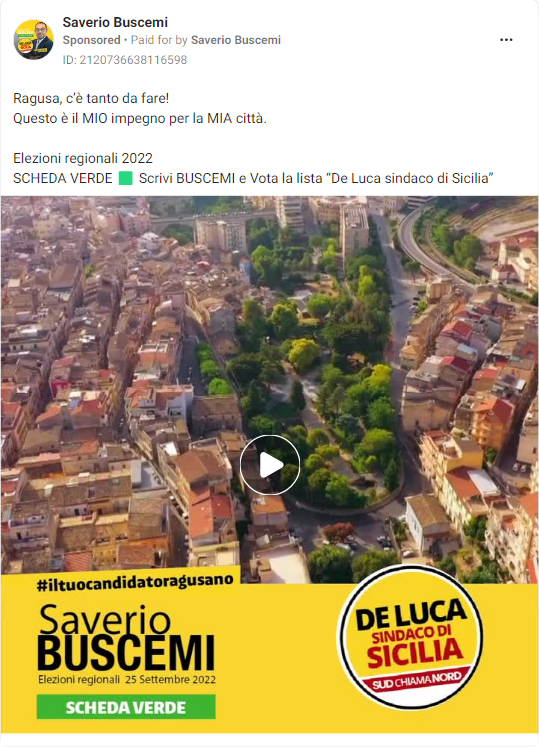 Saverio Buscemi
Sponsored • Paid for by Saverio Buscemi
ID: 2120736638116598
Ragusa, c'è tanto da fare!
Questo è il MIO impegno per la MIA città.
Elezioni regionali 2022
SCHEDA VERDE 🟩 Scrivi BUSCEMI e Vota la lista “De Luca sindaco di Sicilia”
#iltuocandidatoragusano
Saverio
BUSCEMI
Elezioni regionali 25 Settembre 2022
SCHEDA VERDE
DE LUCA
SINDACO DI
SICILIA
SUD CHIAMA NORD